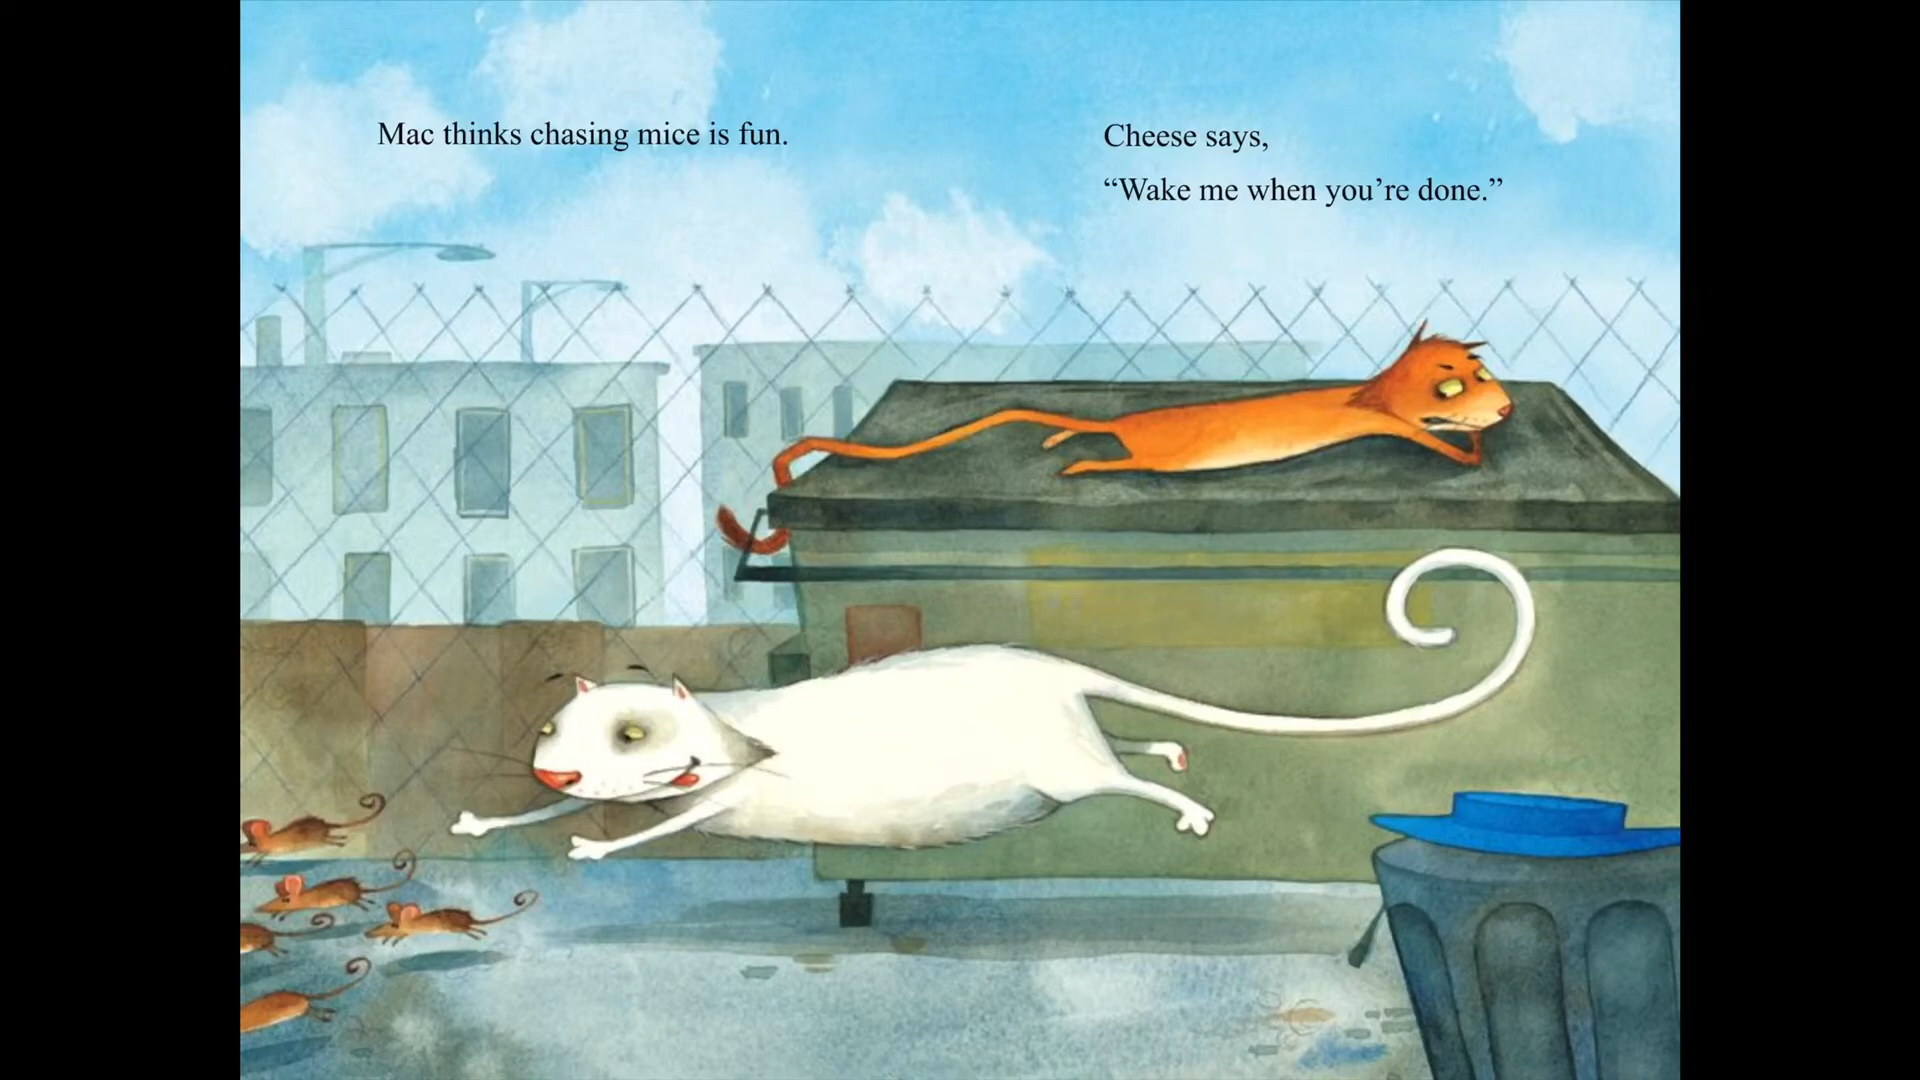 Mac thinks chasing mice is fun.
Cheese says,
“Wake me when you’re done.”